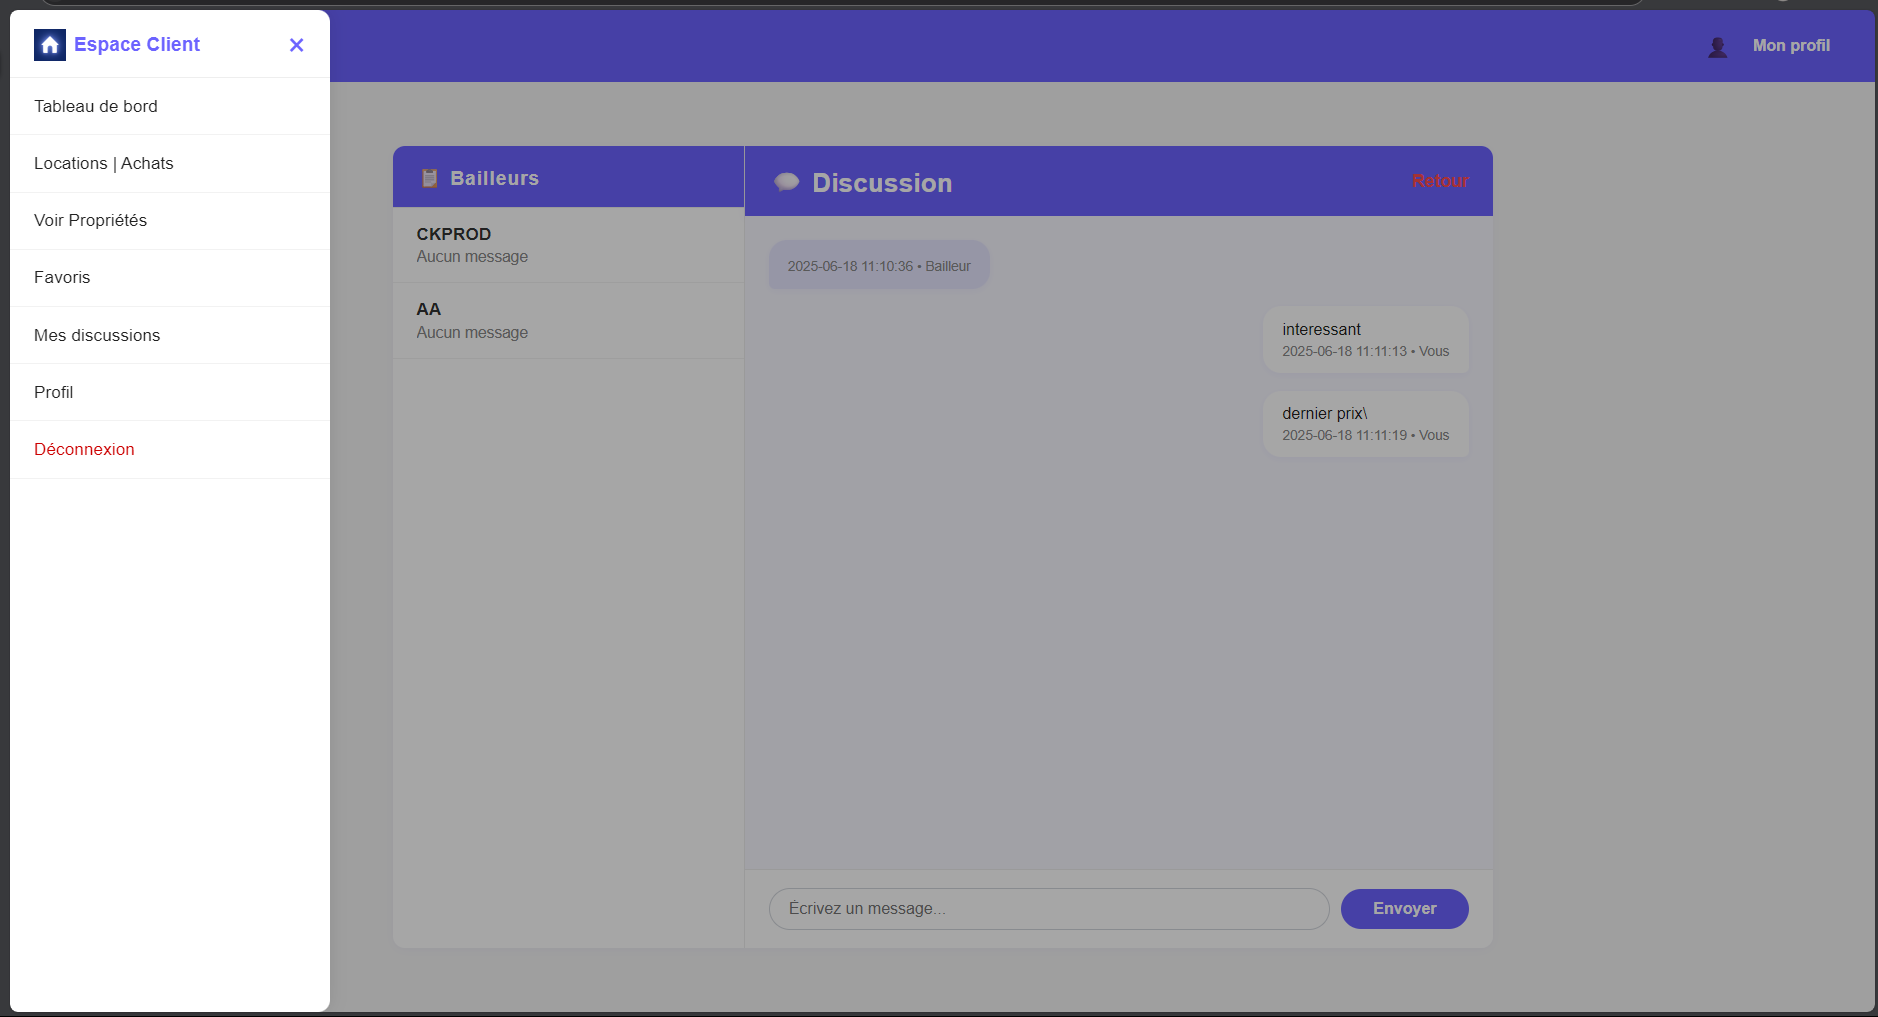 Espace Client
×
Tableau de bord
Locations | Achats
Voir Propriétés
Favoris
Mes discussions
Profil
Déconnexion
Mon profil
Bailleurs
CKPROD
Aucun message
AA
Aucun message
Discussion
Retour
2025-06-18 11:10:36 • Bailleur
interessant
2025-06-18 11:11:13 • Vous
dernier prix\
2025-06-18 11:11:19 • Vous
Écrivez un message...
Envoyer